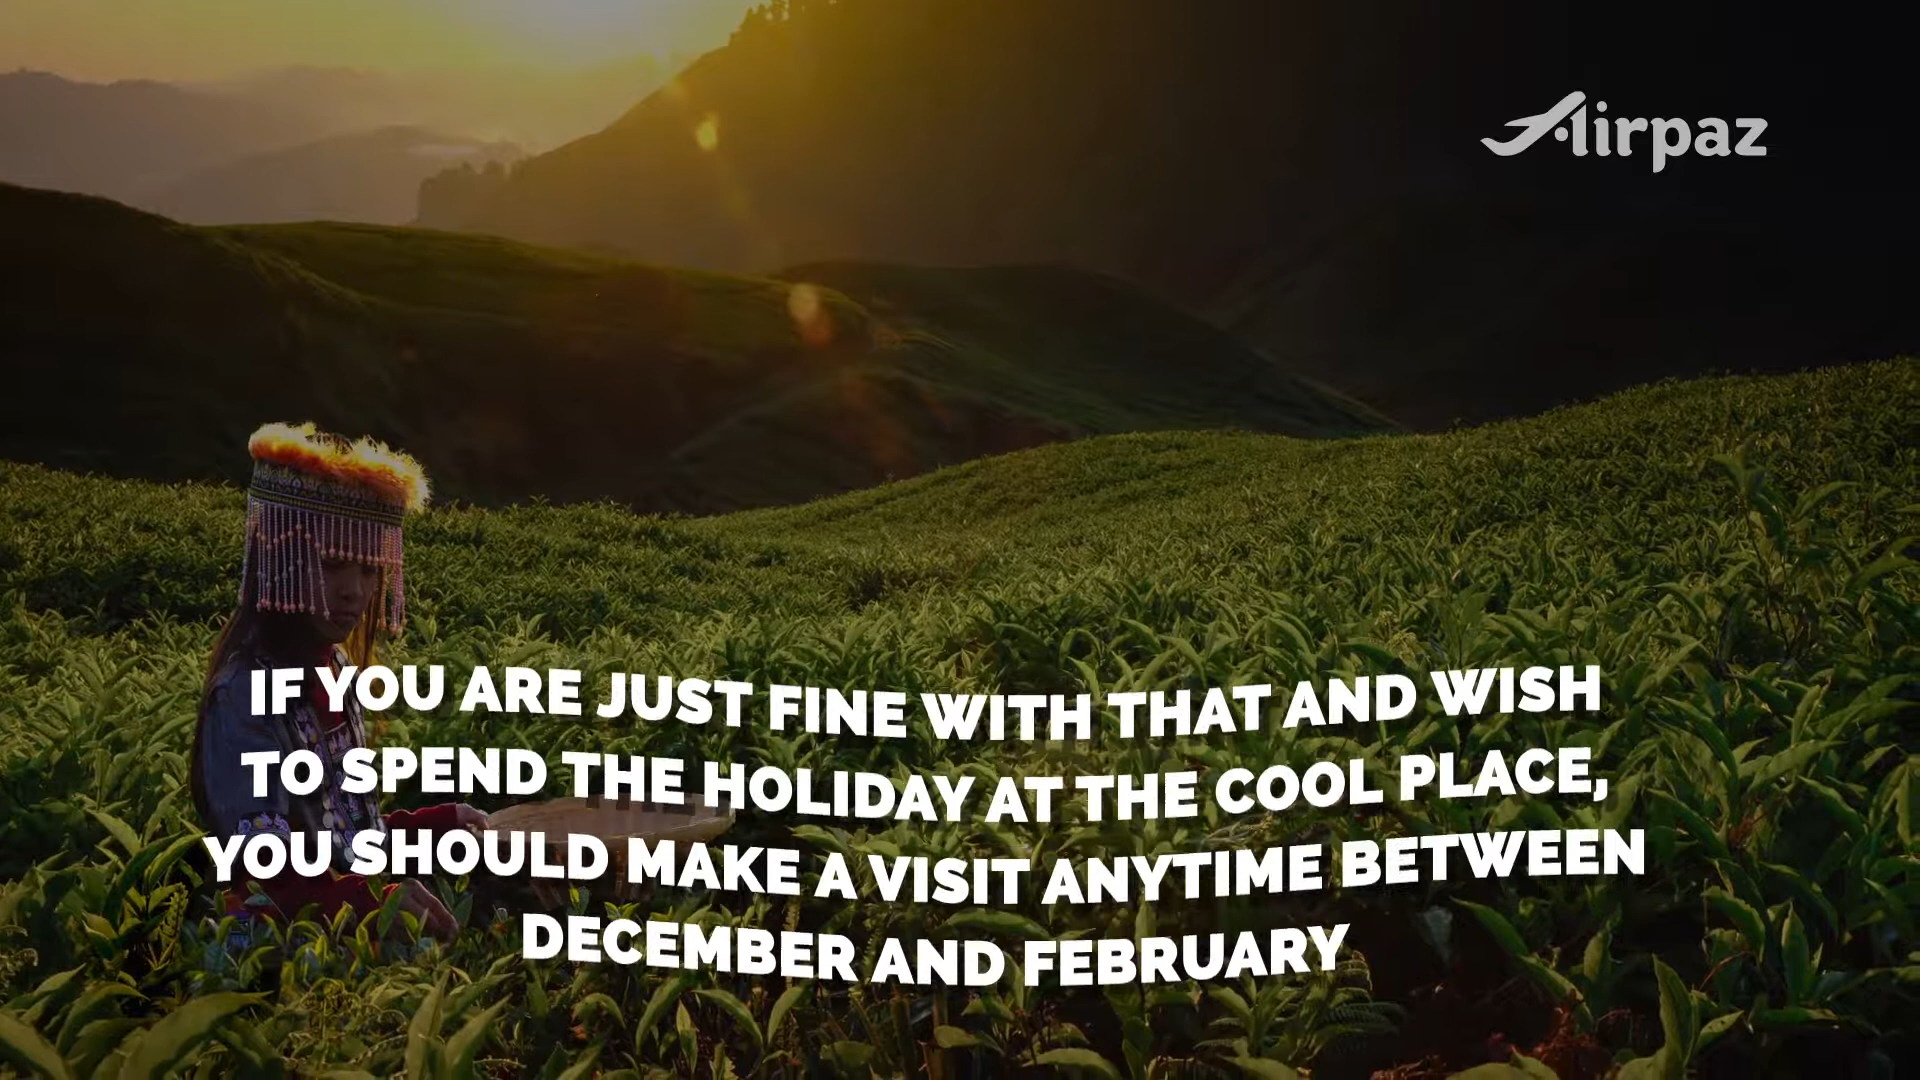 Airpaz
IF YOU ARE JUST FINE WITH THAT AND WISH
TO SPEND THE HOLIDAY AT THE COOL PLACE,
YOU SHOULD MAKE A VISIT ANYTIME BETWEEN
DECEMBER AND FEBRUARY